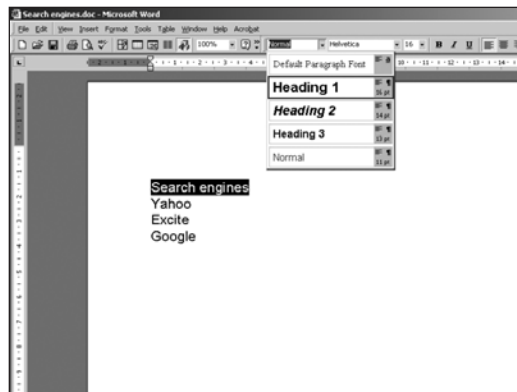 Search engines.doc - Microsoft Word
File Edit View Insert Format Tools Table Window Help Acrobat
100% Normal Helvetica 16 B I U
Default Paragraph Font
Heading 1
16 pt
Heading 2
14 pt
Heading 3
13 pt
Normal
11 pt
Search engines
Yahoo
Excite
Google